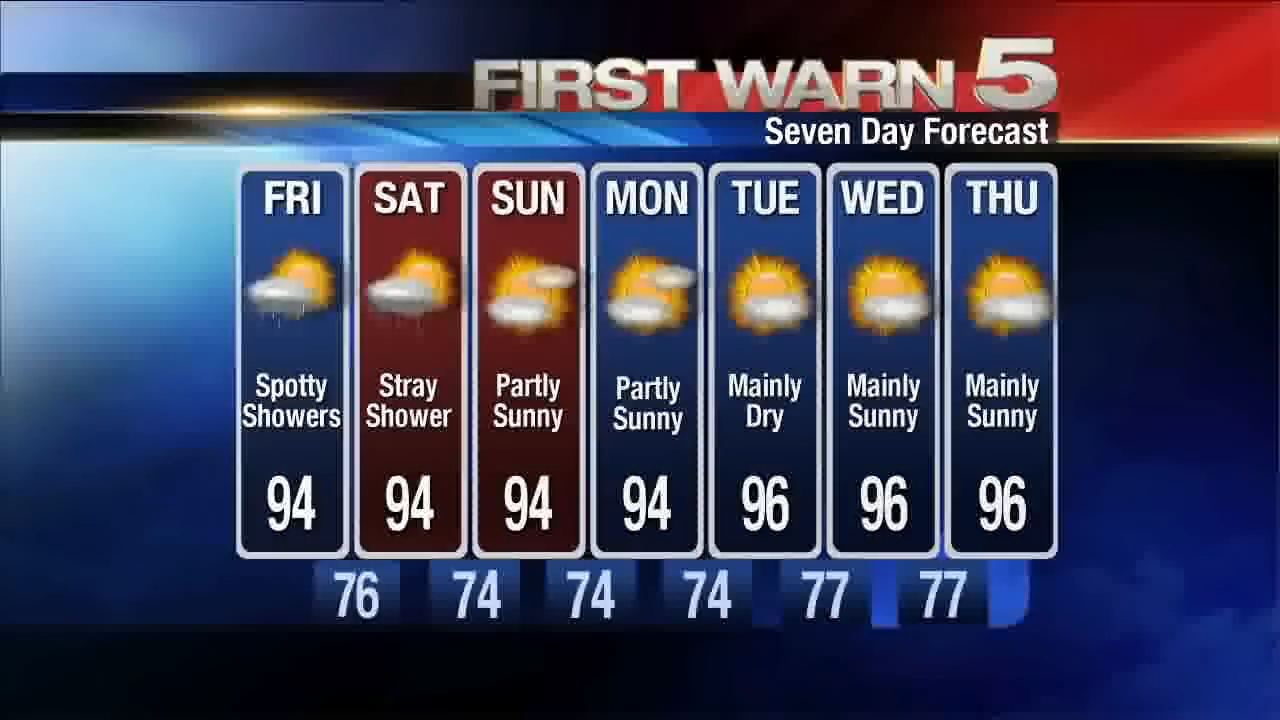 FIRST WARN 5
Seven Day Forecast
FRI SAT SUN MON TUE WED THU
Spotty Stray Partly Partly Mainly Mainly Mainly
Showers Shower Sunny Sunny Dry Sunny Sunny
94 94 94 94 96 96 96
76 74 74 74 77 77